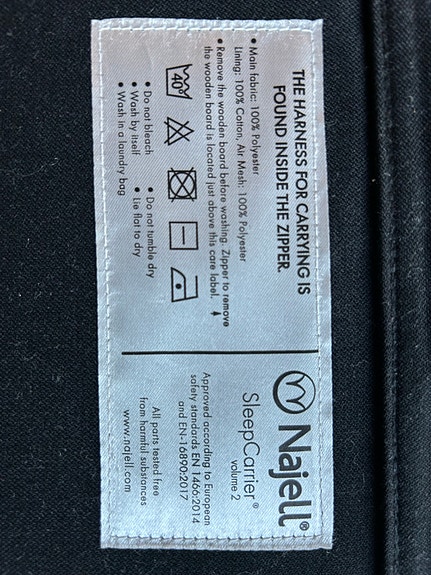 THE HARNESS FOR CARRYING IS
FOUND INSIDE THE ZIPPER.
• Main fabric: 100% Polyester
Lining: 100% Cotton, Air Mesh: 100% Polyester
• Remove the wooden board before washing. Zipper to remove
the wooden board is located just above this care label.
40°
• Do not bleach
• Wash by itself
• Wash in a laundry bag
• Do not tumble dry
• Lie flat to dry
Najell®
SleepCarrier®
volume 2
Approved according to European
safety standards EN 1466:2014
and EN-16890:2017
All parts tested free
from harmful substances
www.najell.com